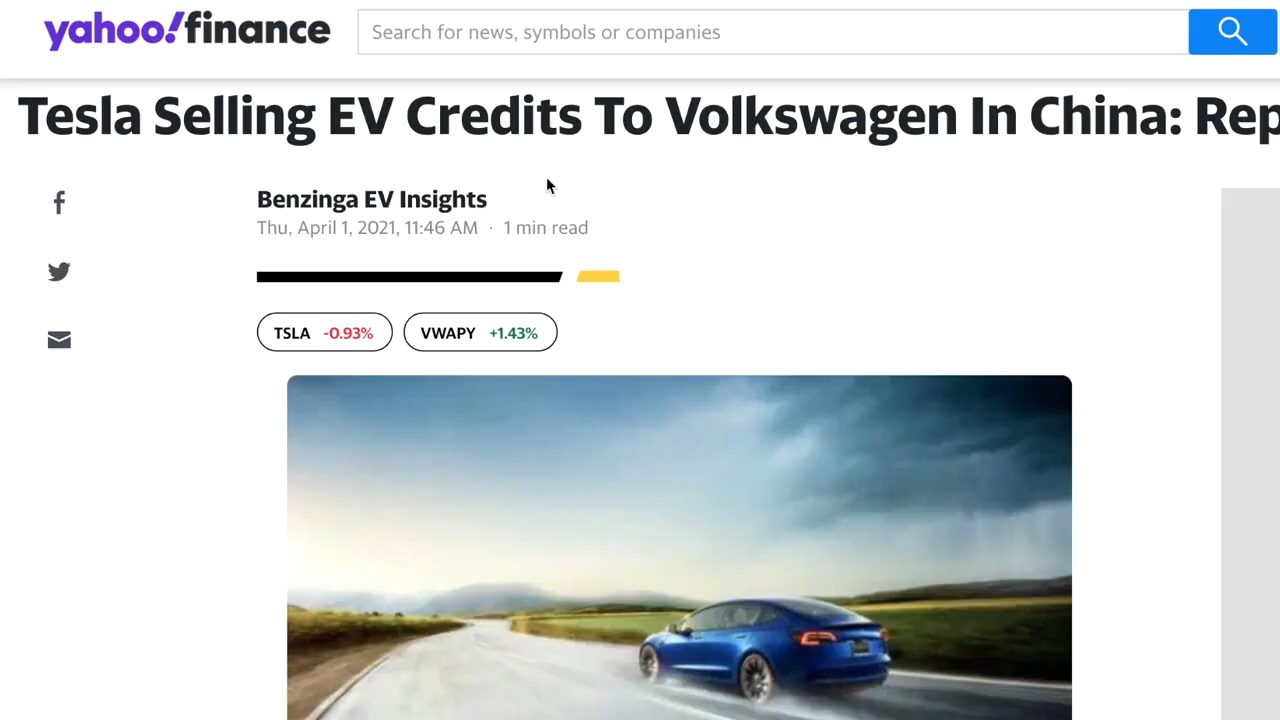 yahoo!finance
Search for news, symbols or companies
Tesla Selling EV Credits To Volkswagen In China: Rep
Benzinga EV Insights
Thu, April 1, 2021, 11:46 AM · 1 min read
TSLA -0.93% VWAPY +1.43%